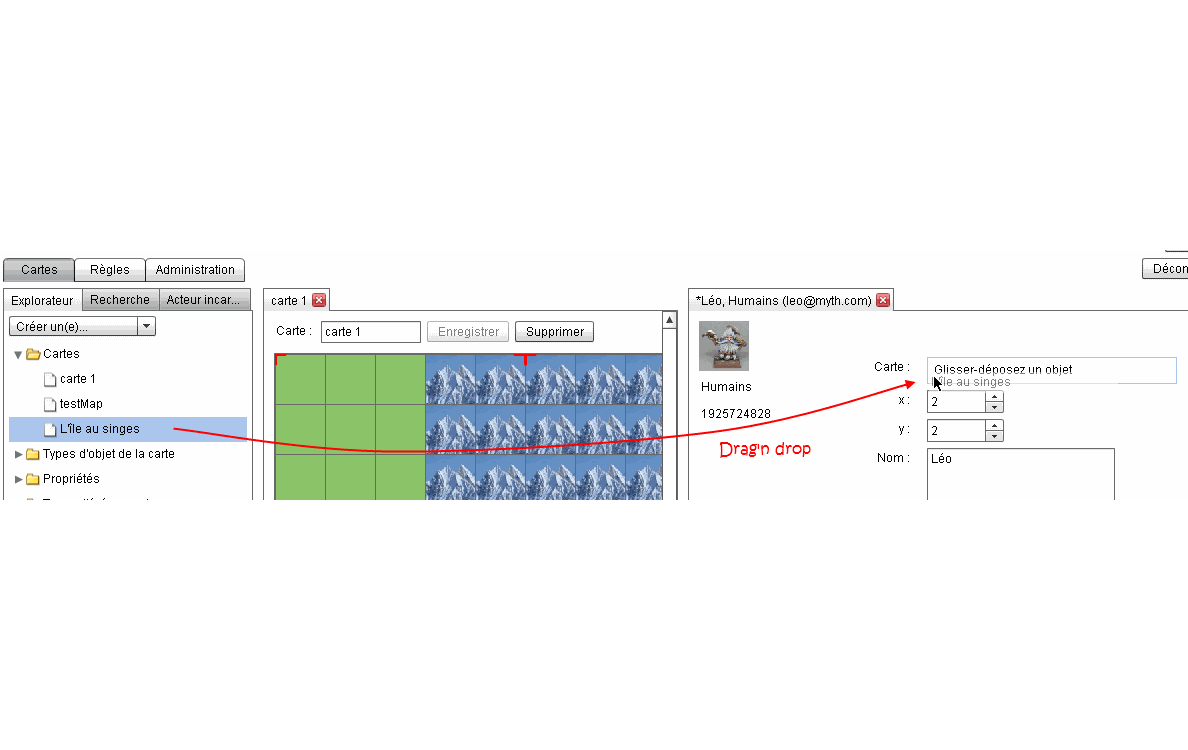 Cartes Règles Administration
Décon
Explorateur Recherche Acteur incar...
Créer un(e)...
Cartes
carte 1
testMap
L'île au singes
Types d'objet de la carte
Propriétés
carte 1
Carte : carte 1 Enregistrer Supprimer
*Léo, Humains (leo@myth.com)
Humains
1925724828
Carte : Glisser-déposez un objet
L'île au singes
x : 2
y : 2
Nom : Léo
Drag'n drop